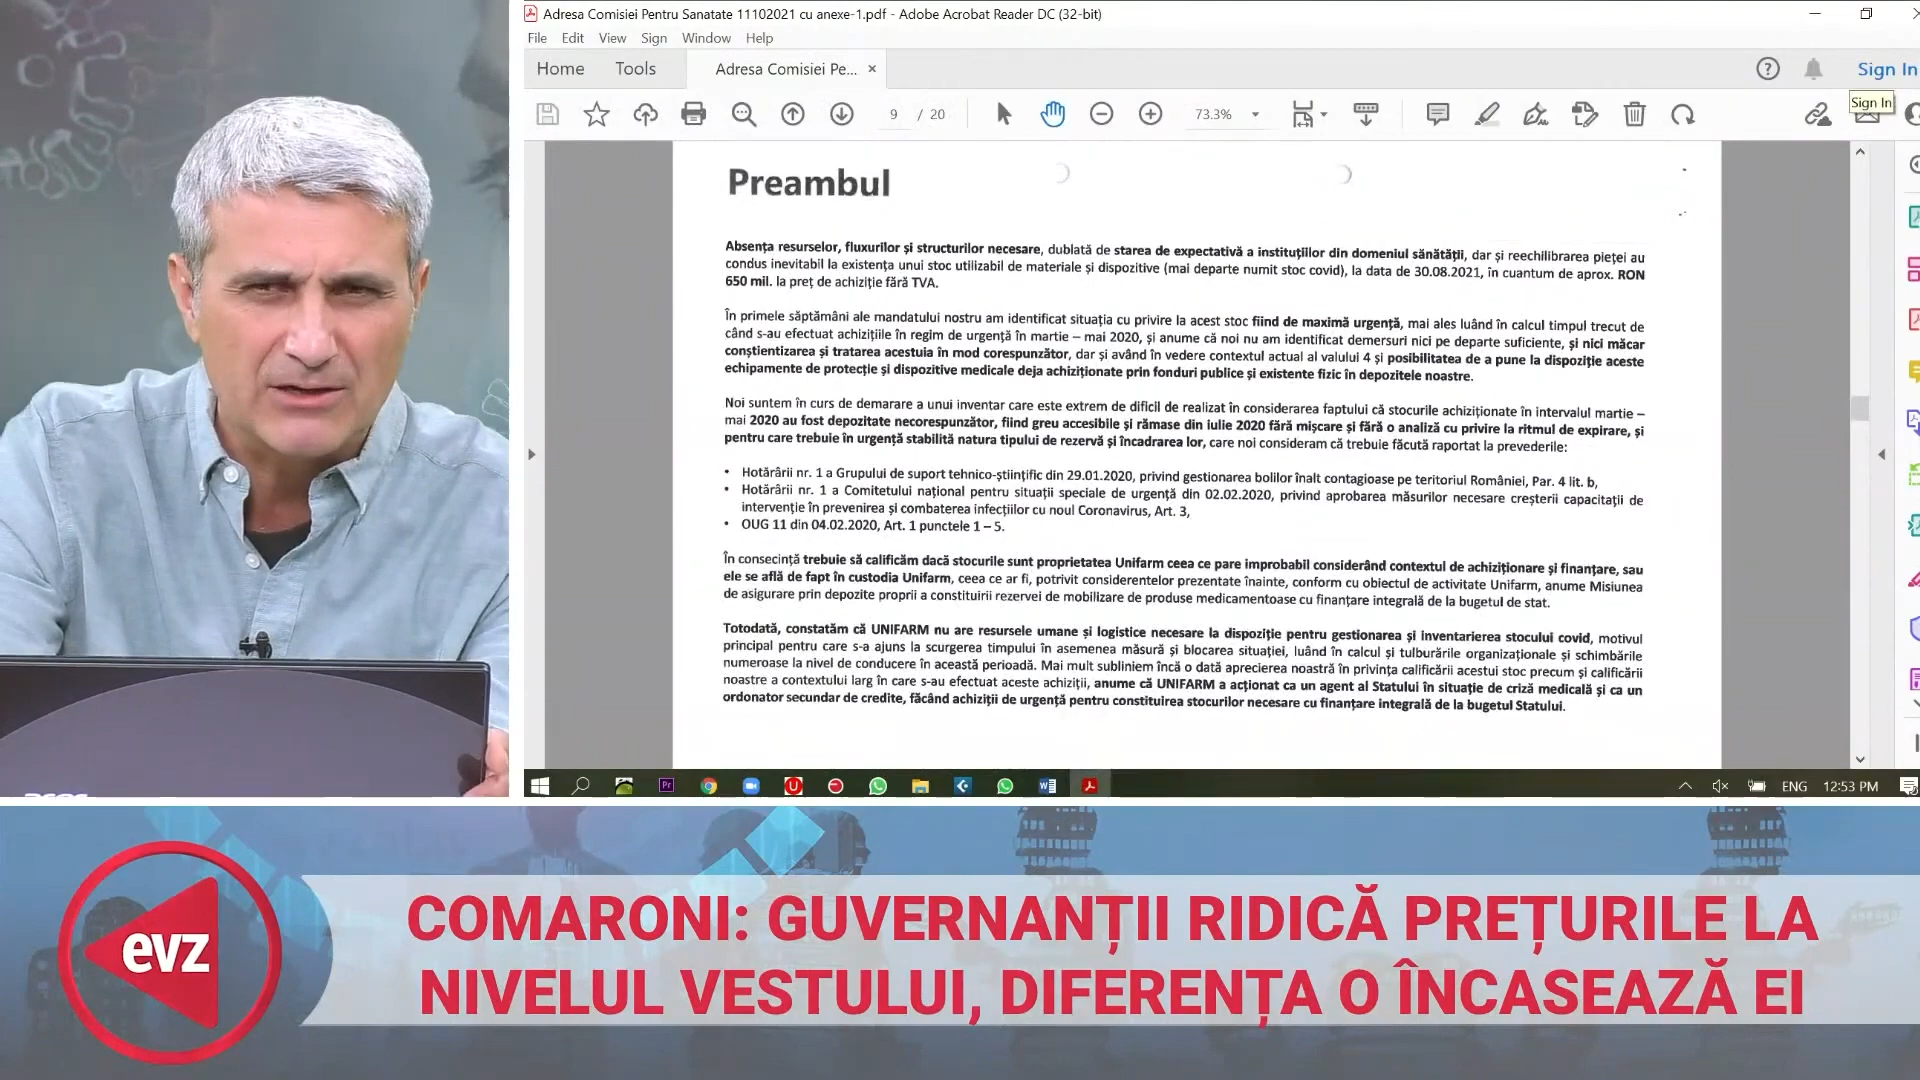 Adresa Comisiei Pentru Sanatate 11102021 cu anexe-1.pdf - Adobe Acrobat Reader DC (32-bit)
File Edit View Sign Window Help
Home Tools Adresa Comisiei Pe... × Sign In
9 / 20 73.3% Sign In
Preambul
Absența resurselor, fluxurilor și structurilor necesare, dublată de starea de expectativă a instituțiilor din domeniul sănătății, dar și reechilibrarea pieței au
condus inevitabil la existența unui stoc utilizabil de materiale și dispozitive (mai departe numit stoc covid), la data de 30.08.2021, în cuantum de aprox. RON
650 mil. la preț de achiziție fără TVA.
În primele săptămâni ale mandatului nostru am identificat situația cu privire la acest stoc fiind de maximă urgență, mai ales luând în calcul timpul trecut de
când s-au efectuat achizițiile în regim de urgență în martie – mai 2020, și anume că noi nu am identificat demersuri nici pe departe suficiente, și nici măcar
conștientizarea și tratarea acestuia în mod corespunzător, dar și având în vedere contextul actual al valului 4 și posibilitatea de a pune la dispoziție aceste
echipamente de protecție și dispozitive medicale deja achiziționate prin fonduri publice și existente fizic în depozitele noastre.
Noi suntem în curs de demarare a unui inventar care este extrem de dificil de realizat în considerarea faptului că stocurile achiziționate în intervalul martie –
mai 2020 au fost depozitate necorespunzător, fiind greu accesibile și rămase din iulie 2020 fără mișcare și fără o analiză cu privire la ritmul de expirare, și
pentru care trebuie în urgență stabilită natura tipului de rezervă și încadrarea lor, care noi consideram că trebuie făcută raportat la prevederile:
• Hotărârii nr. 1 a Grupului de suport tehnico-științific din 29.01.2020, privind gestionarea bolilor înalt contagioase pe teritoriul României, Par. 4 lit. b,
• Hotărârii nr. 1 a Comitetului național pentru situații speciale de urgență din 02.02.2020, privind aprobarea măsurilor necesare creșterii capacitații de
intervenție în prevenirea și combaterea infecțiilor cu noul Coronavirus, Art. 3,
• OUG 11 din 04.02.2020, Art. 1 punctele 1 – 5.
În consecință trebuie să calificăm dacă stocurile sunt proprietatea Unifarm ceea ce pare improbabil considerând contextul de achiziționare și finanțare, sau
ele se află de fapt în custodia Unifarm, ceea ce ar fi, potrivit considerentelor prezentate înainte, conform cu obiectul de activitate Unifarm, anume Misiunea
de asigurare prin depozite proprii a constituirii rezervei de mobilizare de produse medicamentoase cu finanțare integrală de la bugetul de stat.
Totodată, constatăm că UNIFARM nu are resursele umane și logistice necesare la dispoziție pentru gestionarea și inventarierea stocului covid, motivul
principal pentru care s-a ajuns la scurgerea timpului în asemenea măsură și blocarea situației, luând în calcul și tulburările organizaționale și schimbările
numeroase la nivel de conducere în această perioadă. Mai mult subliniem încă o dată aprecierea noastră în privința calificării acestui stoc precum și calificării
noastre a contextului larg în care s-au efectuat aceste achiziții, anume că UNIFARM a acționat ca un agent al Statului în situație de criză medicală și ca un
ordonator secundar de credite, făcând achiziții de urgență pentru constituirea stocurilor necesare cu finanțare integrală de la bugetul Statului.
ENG 12:53 PM
evz
COMARONI: GUVERNANȚII RIDICĂ PREȚURILE LA
NIVELUL VESTULUI, DIFERENȚA O ÎNCASEAZĂ EI